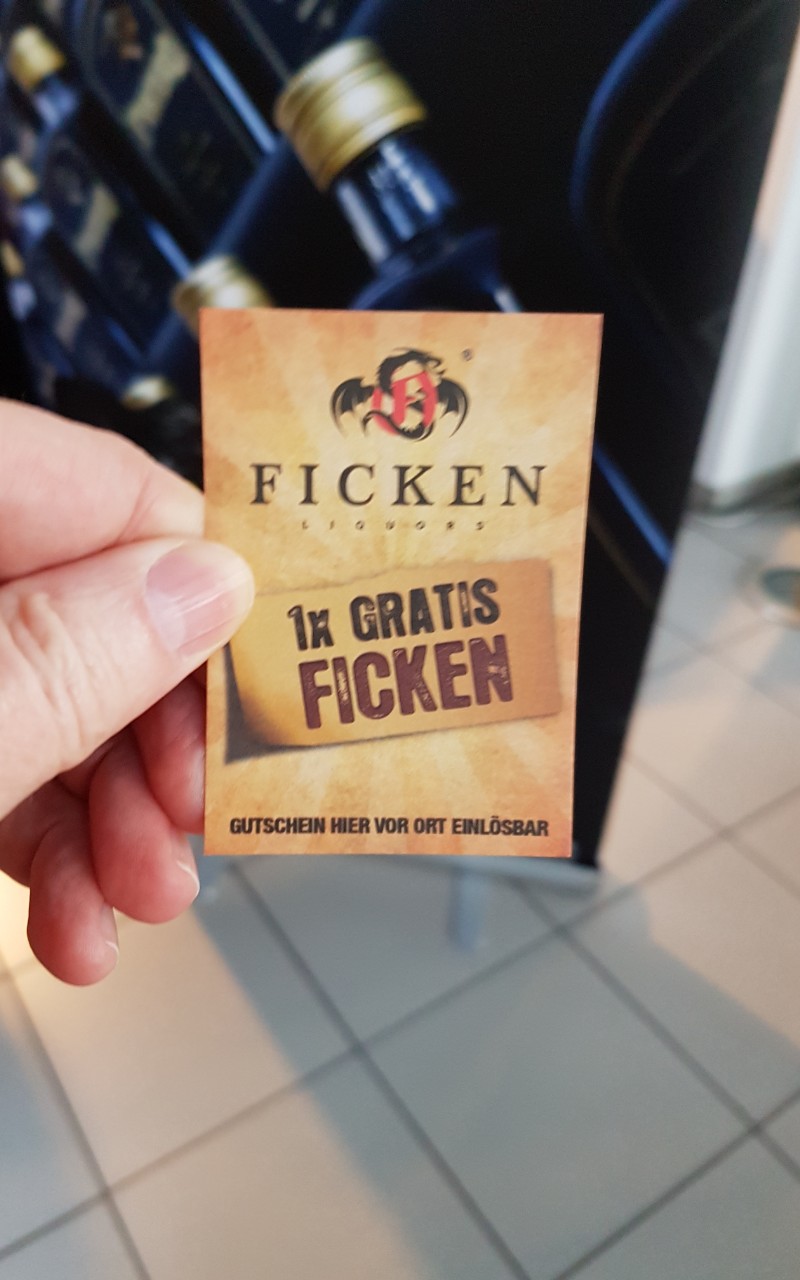 ®
FICKEN
LIQUORS
1x GRATIS
FICKEN
GUTSCHEIN HIER VOR ORT EINLÖSBAR